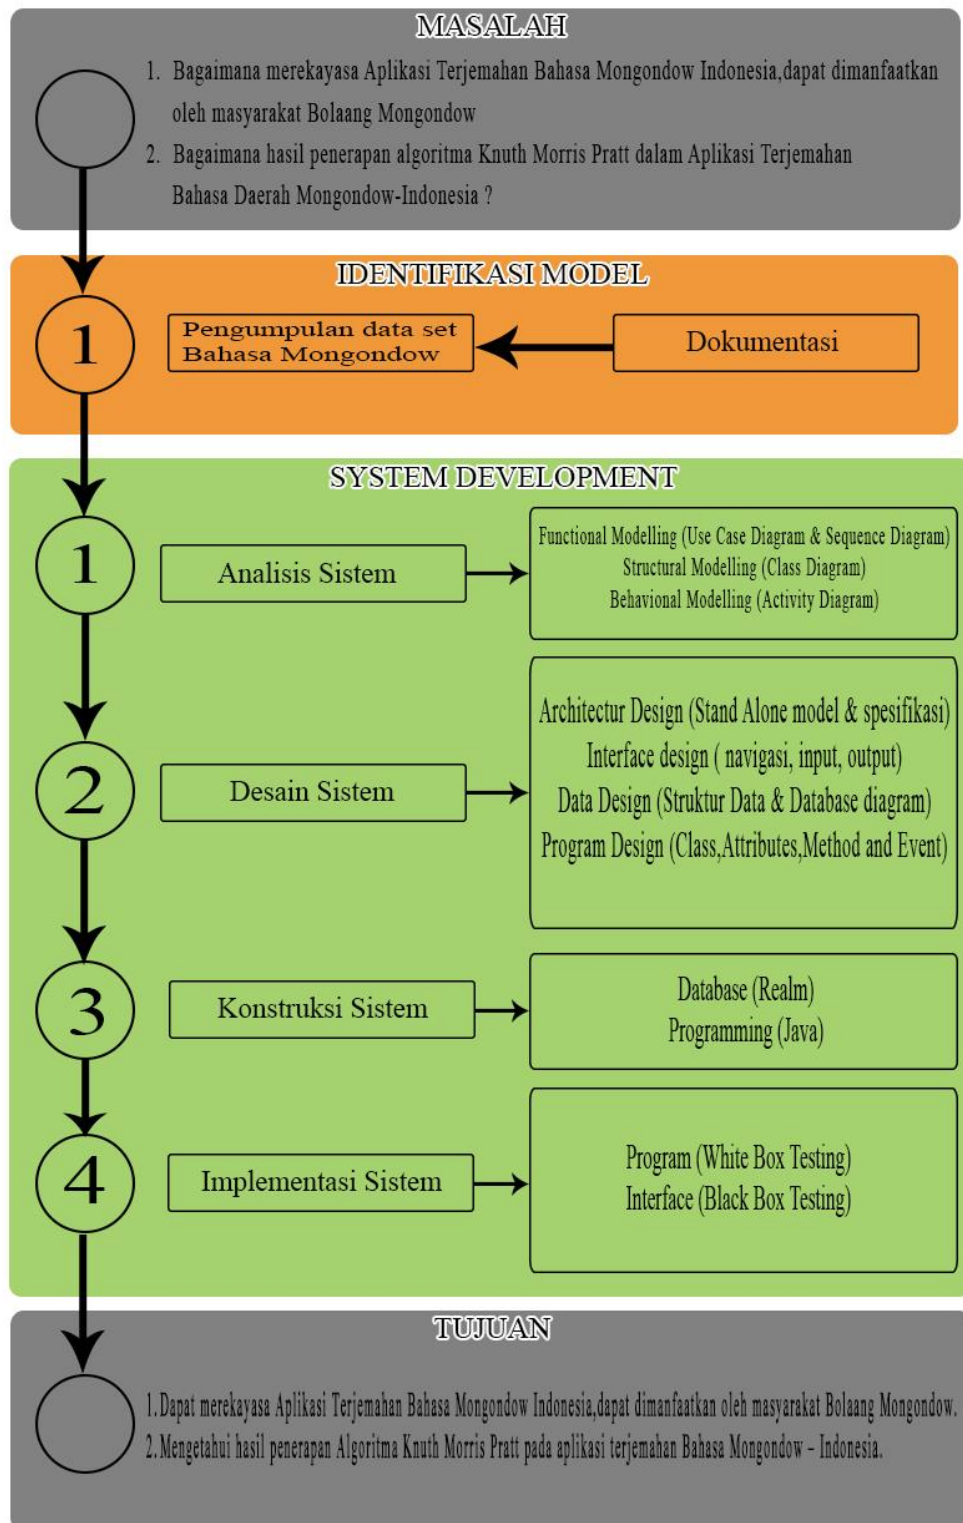 MASALAH
1. Bagaimana merekayasa Aplikasi Terjemahan Bahasa Mongondow Indonesia,dapat dimanfaatkan
oleh masyarakat Bolaang Mongondow
2. Bagaimana hasil penerapan algoritma Knuth Morris Pratt dalam Aplikasi Terjemahan
Bahasa Daerah Mongondow-Indonesia ?
IDENTIFIKASI MODEL
1
Pengumpulan data set
Bahasa Mongondow
Dokumentasi
SYSTEM DEVELOPMENT
1
Analisis Sistem
Functional Modelling (Use Case Diagram & Sequence Diagram)
Structural Modelling (Class Diagram)
Behavional Modelling (Activity Diagram)
2
Desain Sistem
Architectur Design (Stand Alone model & spesifikasi)
Interface design ( navigasi, input, output)
Data Design (Struktur Data & Database diagram)
Program Design (Class,Attributes,Method and Event)
3
Konstruksi Sistem
Database (Realm)
Programming (Java)
4
Implementasi Sistem
Program (White Box Testing)
Interface (Black Box Testing)
TUJUAN
1.Dapat merekayasa Aplikasi Terjemahan Bahasa Mongondow Indonesia,dapat dimanfaatkan oleh masyarakat Bolaang Mongondow.
2.Mengetahui hasil penerapan Algoritma Knuth Morris Pratt pada aplikasi terjemahan Bahasa Mongondow – Indonesia.